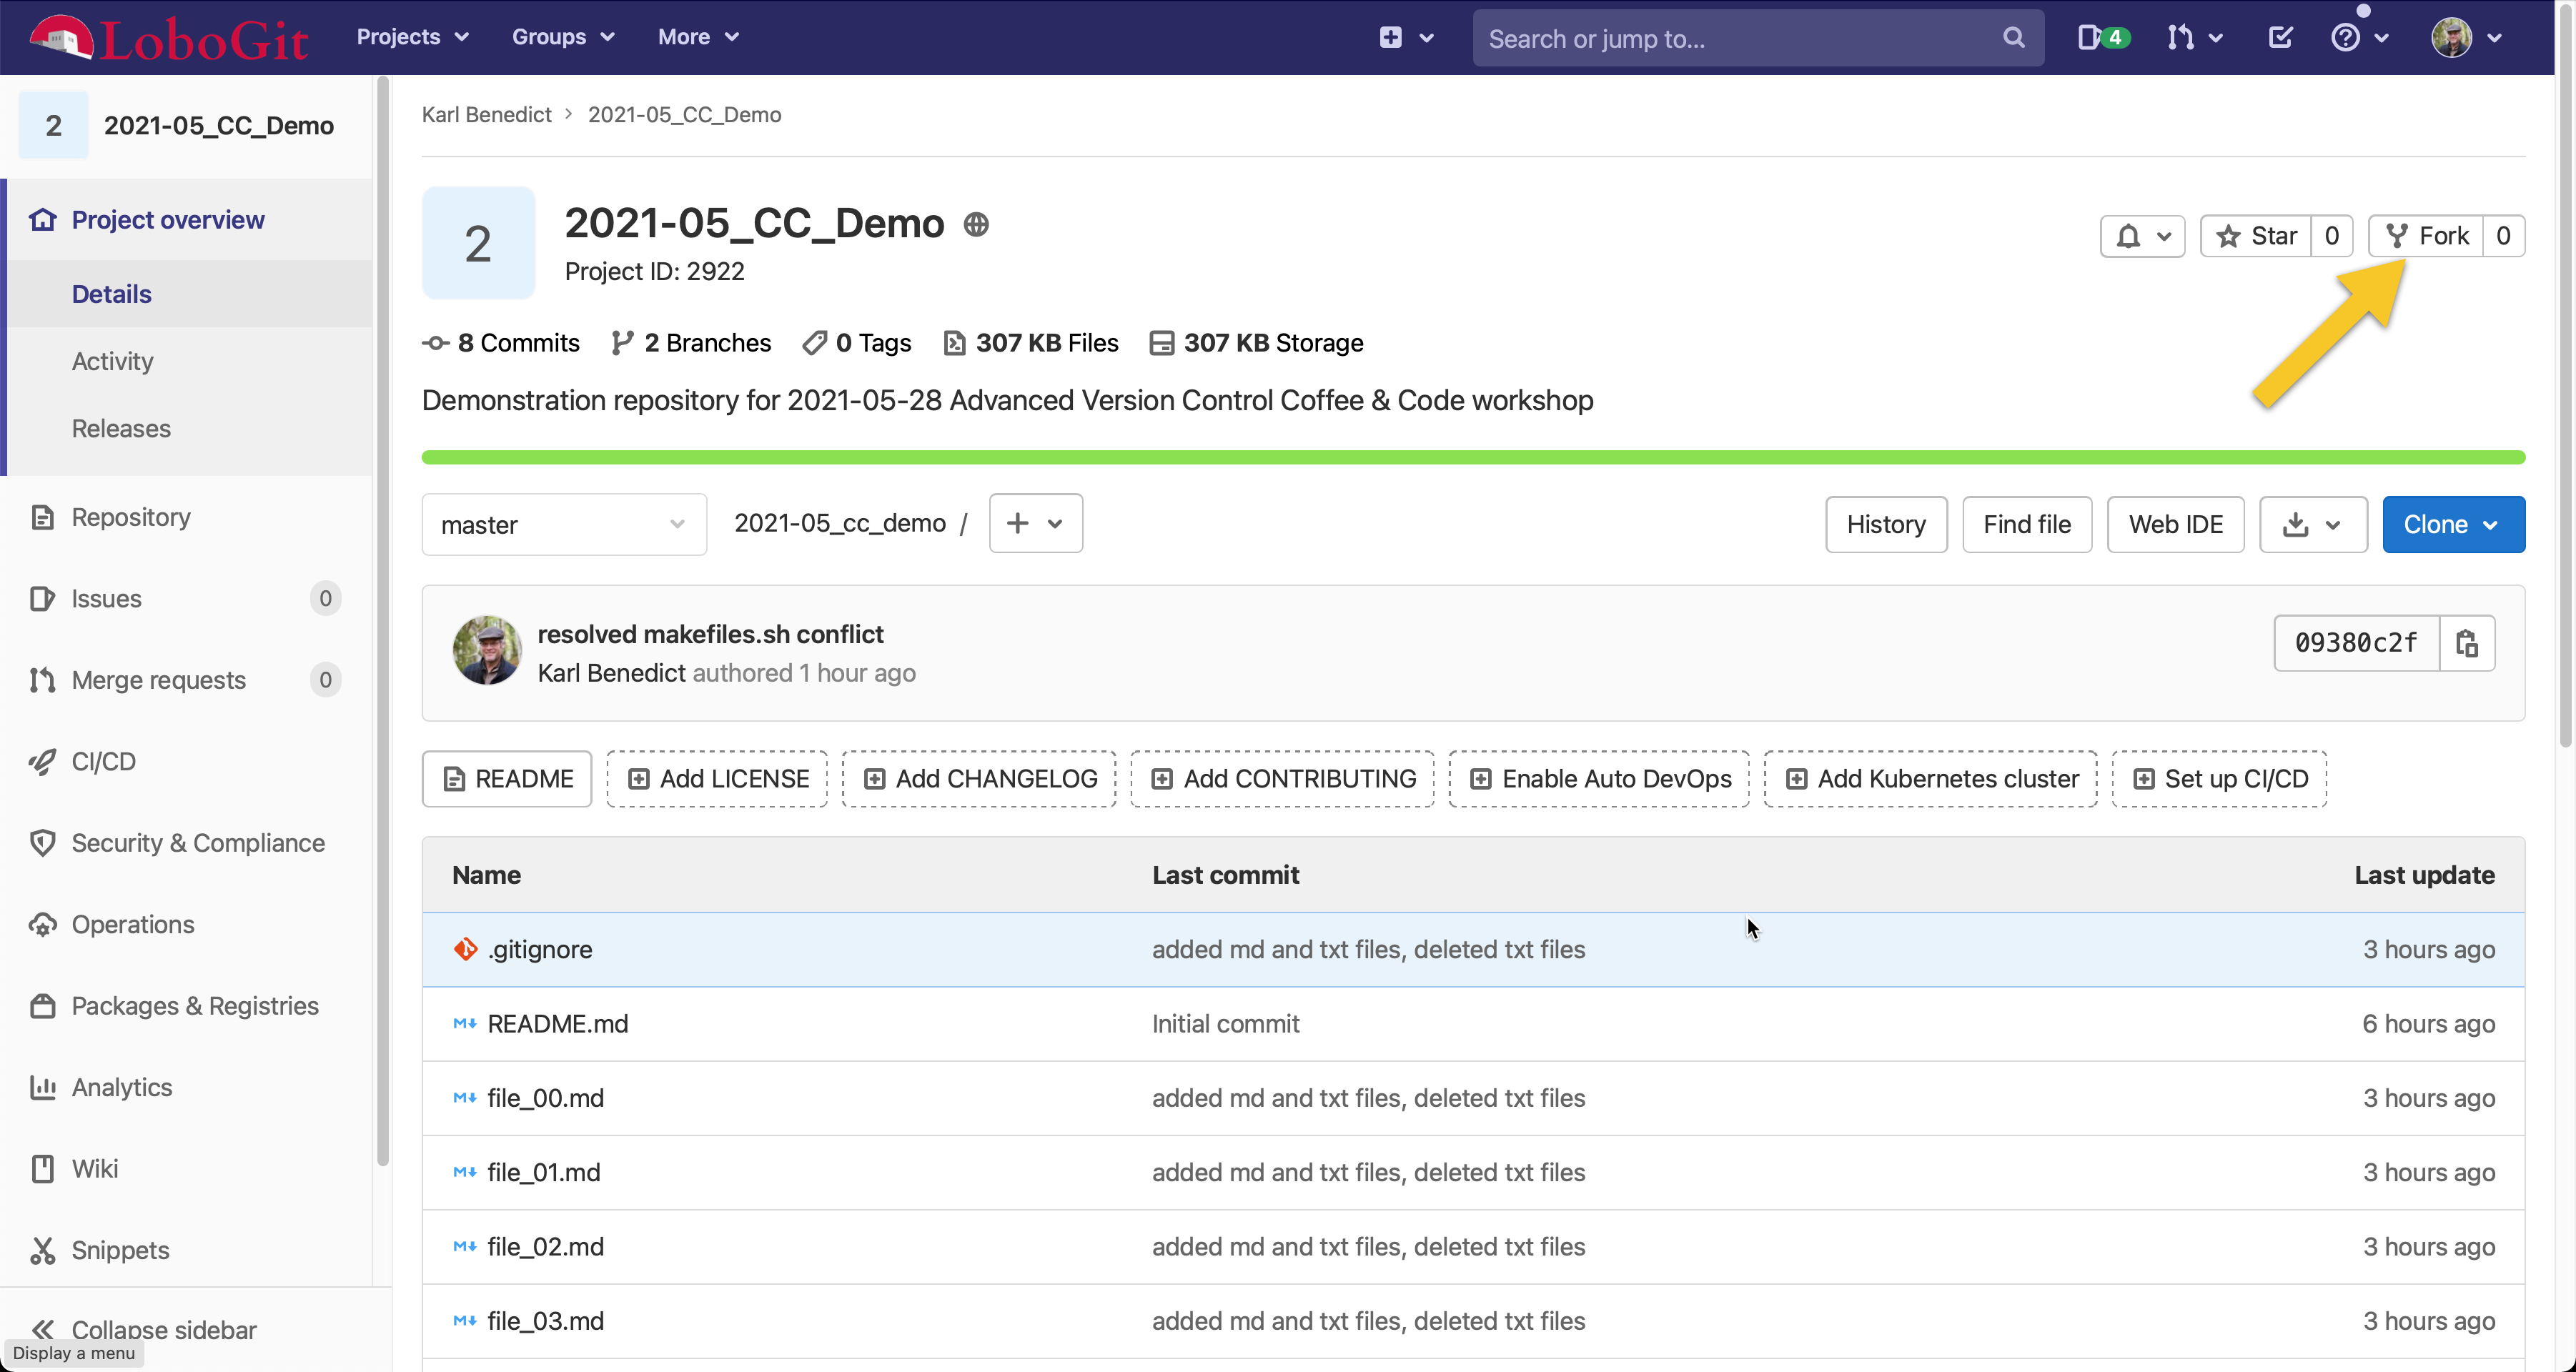 LoboGit Projects Groups More Search or jump to... 4
2 2021-05_CC_Demo
Project overview
Details
Activity
Releases
Repository
Issues 0
Merge requests 0
CI/CD
Security & Compliance
Operations
Packages & Registries
Analytics
Wiki
Snippets
Collapse sidebar
Display a menu
Karl Benedict > 2021-05_CC_Demo
2
2021-05_CC_Demo
Project ID: 2922
Star 0 Fork 0
8 Commits 2 Branches 0 Tags 307 KB Files 307 KB Storage
Demonstration repository for 2021-05-28 Advanced Version Control Coffee & Code workshop
master 2021-05_cc_demo / + History Find file Web IDE Clone
resolved makefiles.sh conflict
Karl Benedict authored 1 hour ago
09380c2f
README Add LICENSE Add CHANGELOG Add CONTRIBUTING Enable Auto DevOps Add Kubernetes cluster Set up CI/CD
Name Last commit Last update
.gitignore added md and txt files, deleted txt files 3 hours ago
README.md Initial commit 6 hours ago
file_00.md added md and txt files, deleted txt files 3 hours ago
file_01.md added md and txt files, deleted txt files 3 hours ago
file_02.md added md and txt files, deleted txt files 3 hours ago
file_03.md added md and txt files, deleted txt files 3 hours ago